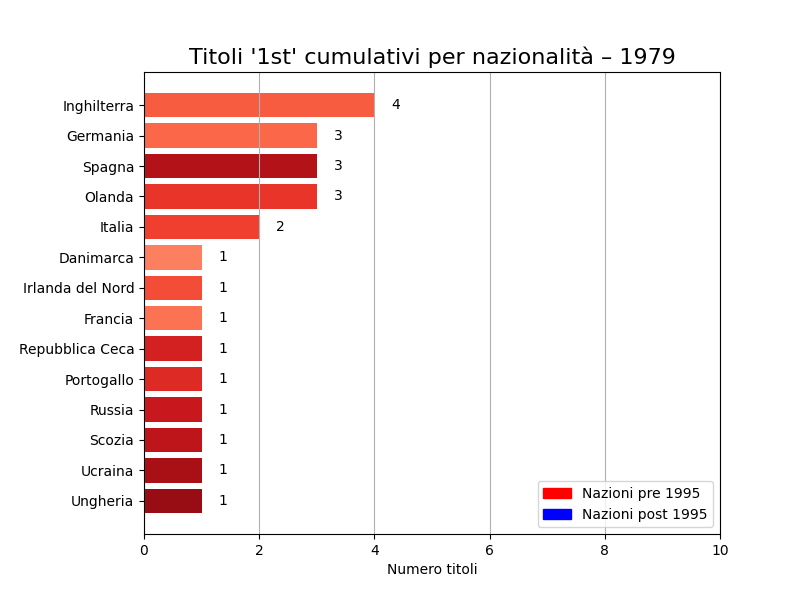 Titoli '1st' cumulativi per nazionalità – 1979
Inghilterra 4
Germania 3
Spagna 3
Olanda 3
Italia 2
Danimarca 1
Irlanda del Nord 1
Francia 1
Repubblica Ceca 1
Portogallo 1
Russia 1
Scozia 1
Ucraina 1
Ungheria 1
Nazioni pre 1995
Nazioni post 1995
0 2 4 6 8 10
Numero titoli